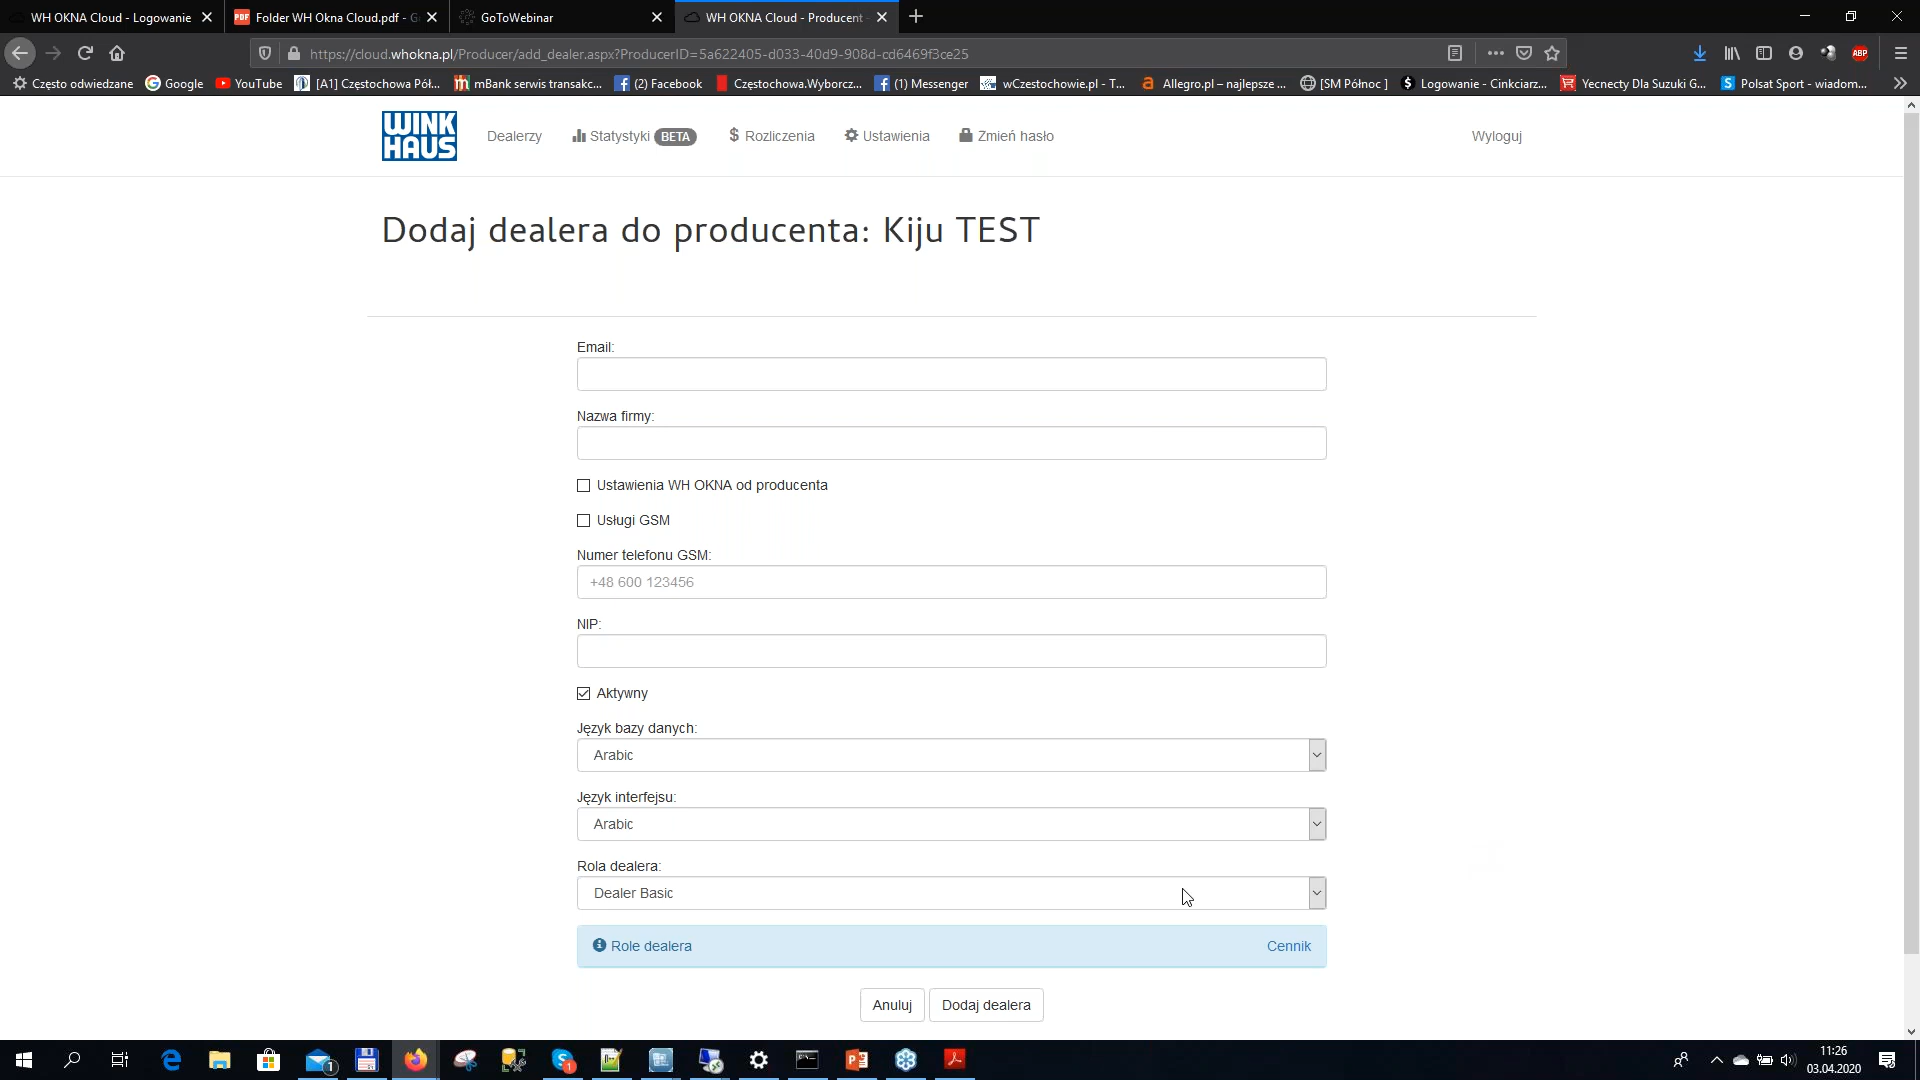 WH OKNA Cloud - Logowanie
PDF Folder WH Okna Cloud.pdf - G
GoToWebinar
WH OKNA Cloud - Producent -
https://cloud.whokna.pl/Producer/add_dealer.aspx?ProducerID=5a622405-d033-40d9-908d-cd6469f3ce25
ABP
Często odwiedzane
Google
YouTube
[A1] Częstochowa Pół...
mBank serwis transakc...
(2) Facebook
Częstochowa.Wyborcz...
(1) Messenger
wCzestochowie.pl - T...
Allegro.pl – najlepsze ...
[SM Północ ]
Logowanie - Cinkciarz...
Yecnecty Dla Suzuki G...
Polsat Sport - wiadom...
WINK
HAUS
Dealerzy
Statystyki BETA
$ Rozliczenia
Ustawienia
Zmień hasło
Wyloguj
Dodaj dealera do producenta: Kiju TEST
Email:
Nazwa firmy:
Ustawienia WH OKNA od producenta
Usługi GSM
Numer telefonu GSM:
+48 600 123456
NIP:
Aktywny
Język bazy danych:
Arabic
Język interfejsu:
Arabic
Rola dealera:
Dealer Basic
Role dealera
Cennik
Anuluj
Dodaj dealera
11:26
03.04.2020